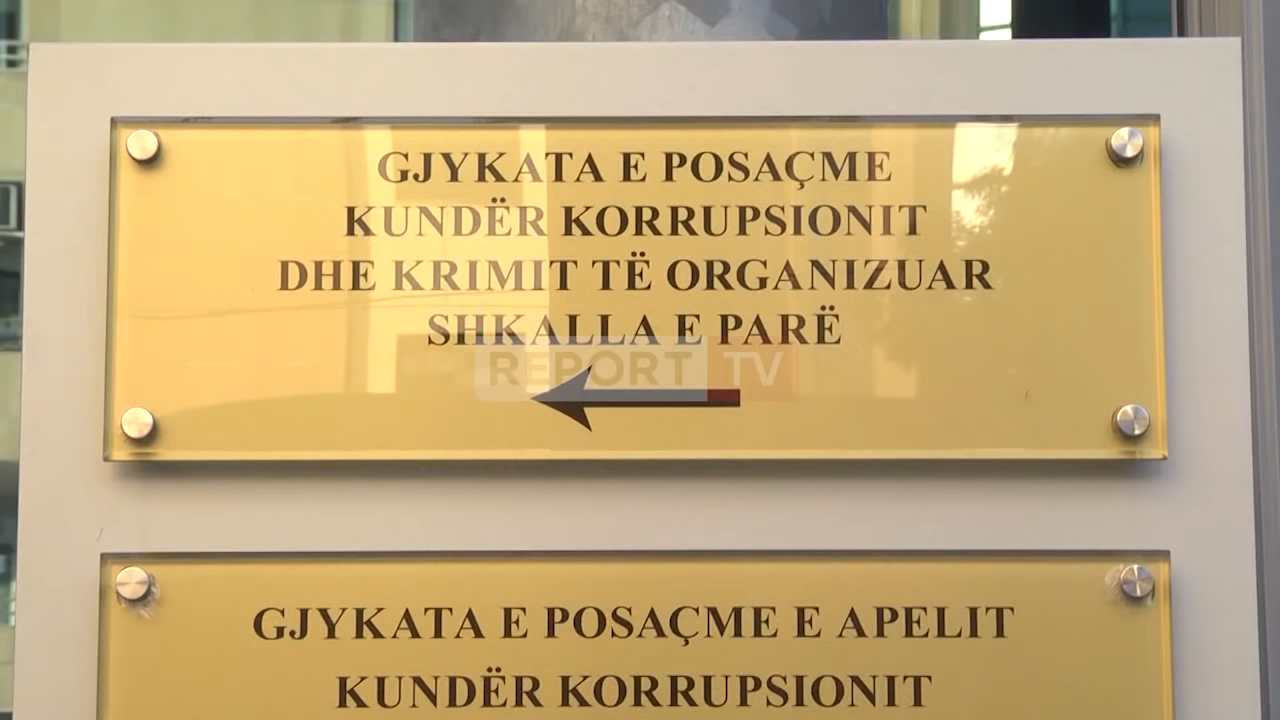 GJYKATA E POSAÇME
KUNDËR KORRUPSIONIT
DHE KRIMIT TË ORGANIZUAR
SHKALLA E PARË
REPORT TV
GJYKATA E POSAÇME E APELIT
KUNDËR KORRUPSIONIT